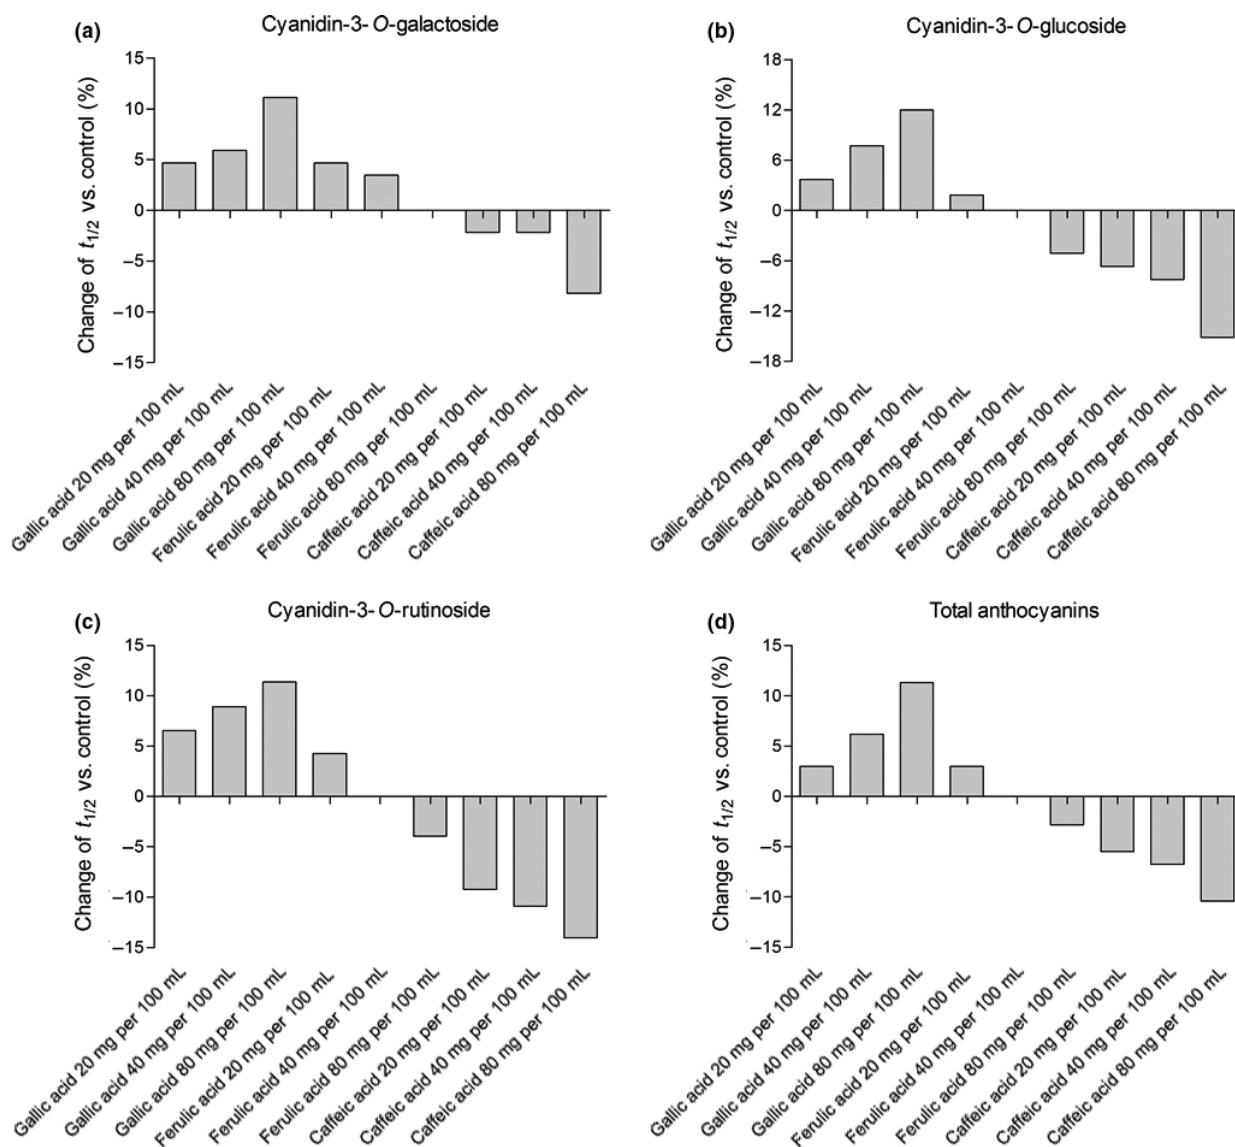 (a)
Cyanidin-3-O-galactoside
Change of t1/2 vs. control (%)
15
10
5
0
–5
–10
–15
Gallic acid 20 mg per 100 mL
Gallic acid 40 mg per 100 mL
Gallic acid 80 mg per 100 mL
Ferulic acid 20 mg per 100 mL
Ferulic acid 40 mg per 100 mL
Ferulic acid 80 mg per 100 mL
Caffeic acid 20 mg per 100 mL
Caffeic acid 40 mg per 100 mL
Caffeic acid 80 mg per 100 mL
(b)
Cyanidin-3-O-glucoside
Change of t1/2 vs. control (%)
18
12
6
0
–6
–12
–18
Gallic acid 20 mg per 100 mL
Gallic acid 40 mg per 100 mL
Gallic acid 80 mg per 100 mL
Ferulic acid 20 mg per 100 mL
Ferulic acid 40 mg per 100 mL
Ferulic acid 80 mg per 100 mL
Caffeic acid 20 mg per 100 mL
Caffeic acid 40 mg per 100 mL
Caffeic acid 80 mg per 100 mL
(c)
Cyanidin-3-O-rutinoside
Change of t1/2 vs. control (%)
15
10
5
0
–5
–10
–15
Gallic acid 20 mg per 100 mL
Gallic acid 40 mg per 100 mL
Gallic acid 80 mg per 100 mL
Ferulic acid 20 mg per 100 mL
Ferulic acid 40 mg per 100 mL
Ferulic acid 80 mg per 100 mL
Caffeic acid 20 mg per 100 mL
Caffeic acid 40 mg per 100 mL
Caffeic acid 80 mg per 100 mL
(d)
Total anthocyanins
Change of t1/2 vs. control (%)
15
10
5
0
–5
–10
–15
Gallic acid 20 mg per 100 mL
Gallic acid 40 mg per 100 mL
Gallic acid 80 mg per 100 mL
Ferulic acid 20 mg per 100 mL
Ferulic acid 40 mg per 100 mL
Ferulic acid 80 mg per 100 mL
Caffeic acid 20 mg per 100 mL
Caffeic acid 40 mg per 100 mL
Caffeic acid 80 mg per 100 mL